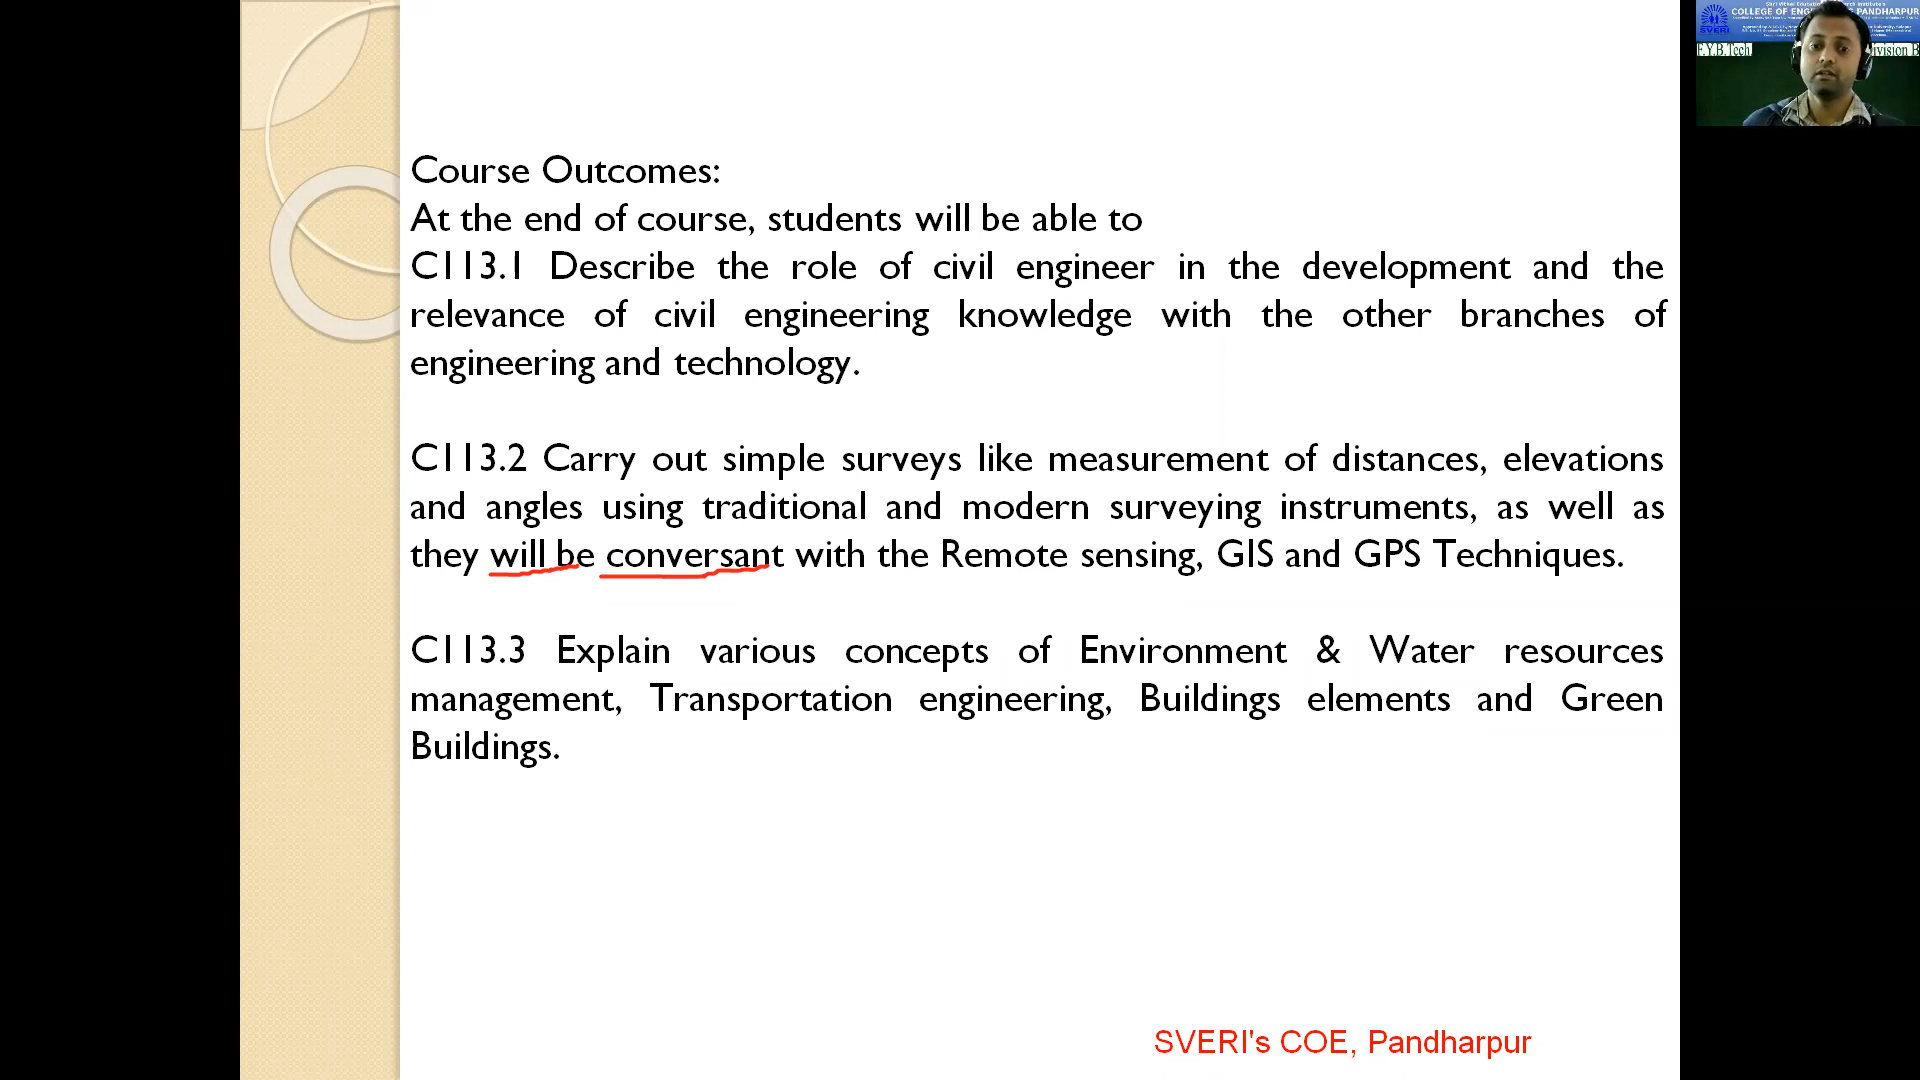 COLLEGE OF ENG PANDHARPUR
SVERI
F.Y.B.Tech
Division B
Course Outcomes:
At the end of course, students will be able to
C113.1 Describe the role of civil engineer in the development and the
relevance of civil engineering knowledge with the other branches of
engineering and technology.
C113.2 Carry out simple surveys like measurement of distances, elevations
and angles using traditional and modern surveying instruments, as well as
they will be conversant with the Remote sensing, GIS and GPS Techniques.
C113.3 Explain various concepts of Environment & Water resources
management, Transportation engineering, Buildings elements and Green
Buildings.
SVERI's COE, Pandharpur